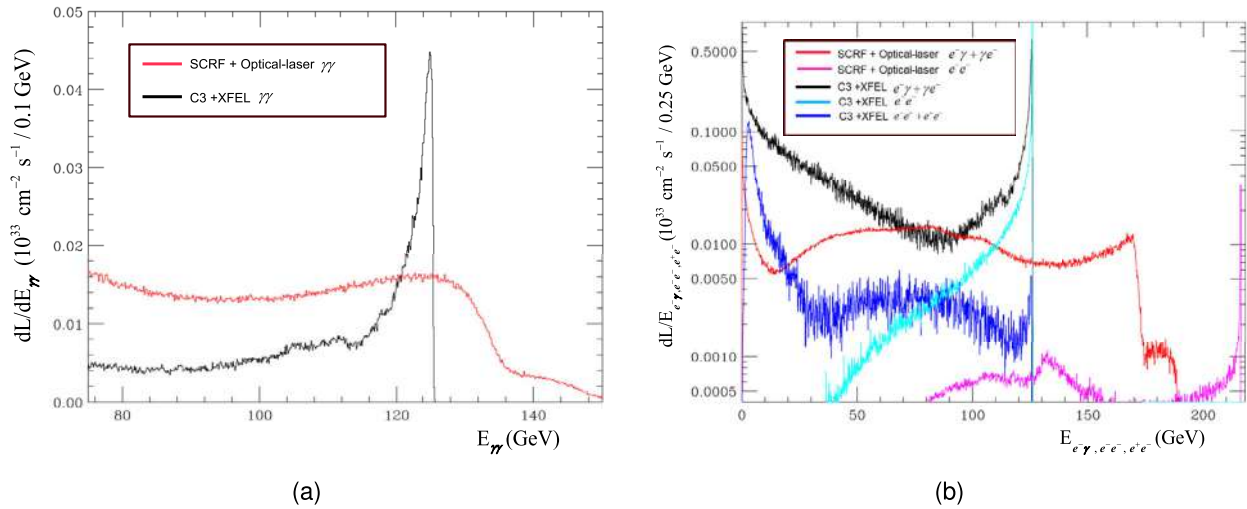 0.05
0.04
0.03
0.02
0.01
0.00
dL/dE_γγ (10^33 cm^-2 s^-1 / 0.1 GeV)
SCRF + Optical-laser γγ
C3 +XFEL γγ
80
100
120
140
E_γγ (GeV)
(a)
0.5000
0.1000
0.0500
0.0100
0.0050
0.0010
0.0005
dL/E_e⁻γ,e⁻e⁻,e⁺e⁻ (10^33 cm^-2 s^-1 / 0.25 GeV)
SCRF + Optical-laser e⁻γ + γe⁻
SCRF + Optical-laser e⁻e⁻
C3 +XFEL e⁻γ + γe⁻
C3 +XFEL e⁻e⁻
C3 +XFEL
0
50
100
150
200
E_e⁻γ,e⁻e⁻,e⁺e⁻ (GeV)
(b)